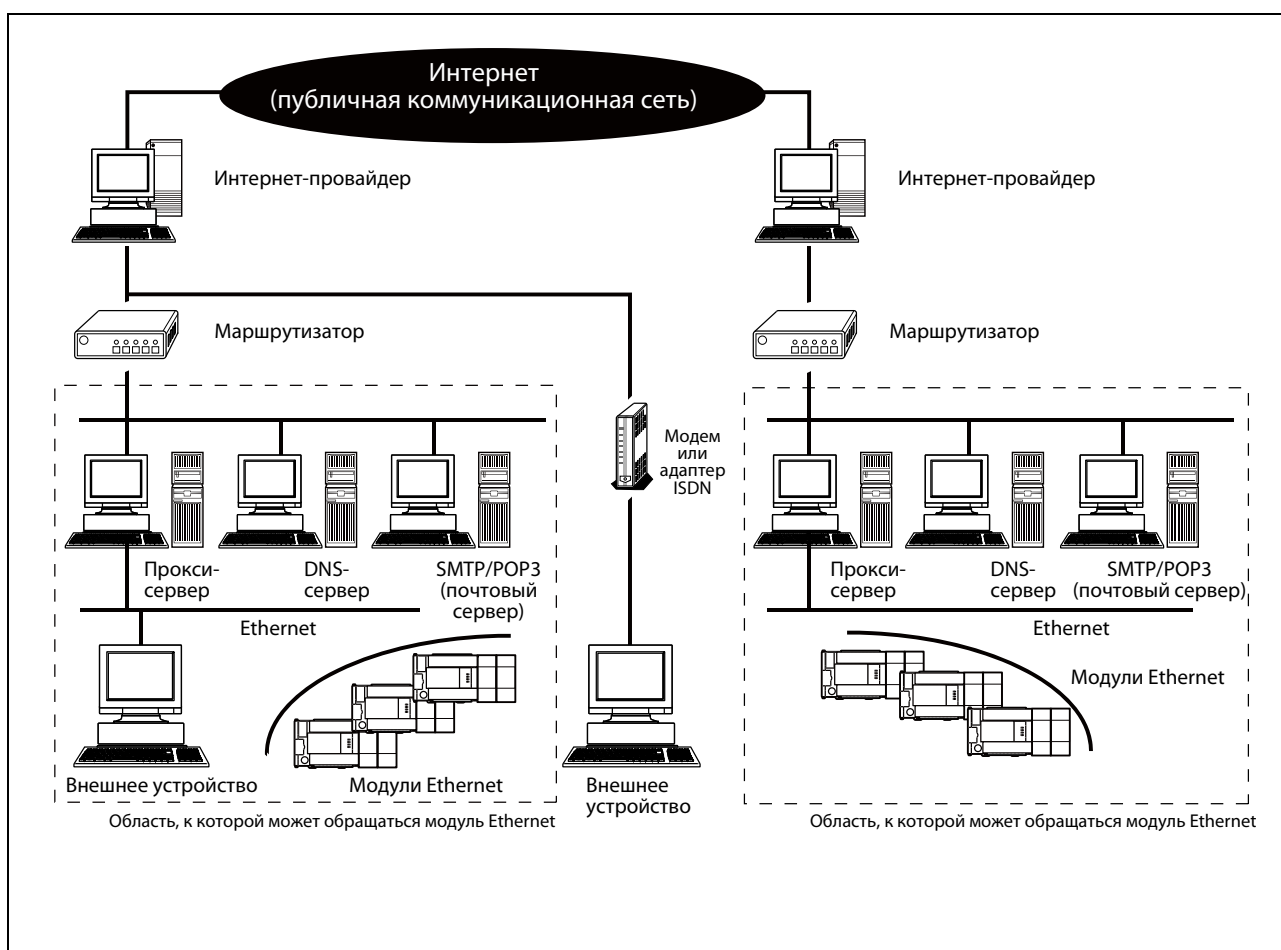 Интернет
(публичная коммуникационная сеть)
Интернет-провайдер
Интернет-провайдер
Маршрутизатор
Маршрутизатор
Модем
или
адаптер
ISDN
Прокси-
сервер
DNS-
сервер
SMTP/POP3
(почтовый
сервер)
Прокси-
сервер
DNS-
сервер
SMTP/POP3
(почтовый сервер)
Ethernet
Ethernet
Модули Ethernet
Внешнее устройство
Модули Ethernet
Внешнее
устройство
Область, к которой может обращаться модуль Ethernet
Область, к которой может обращаться модуль Ethernet